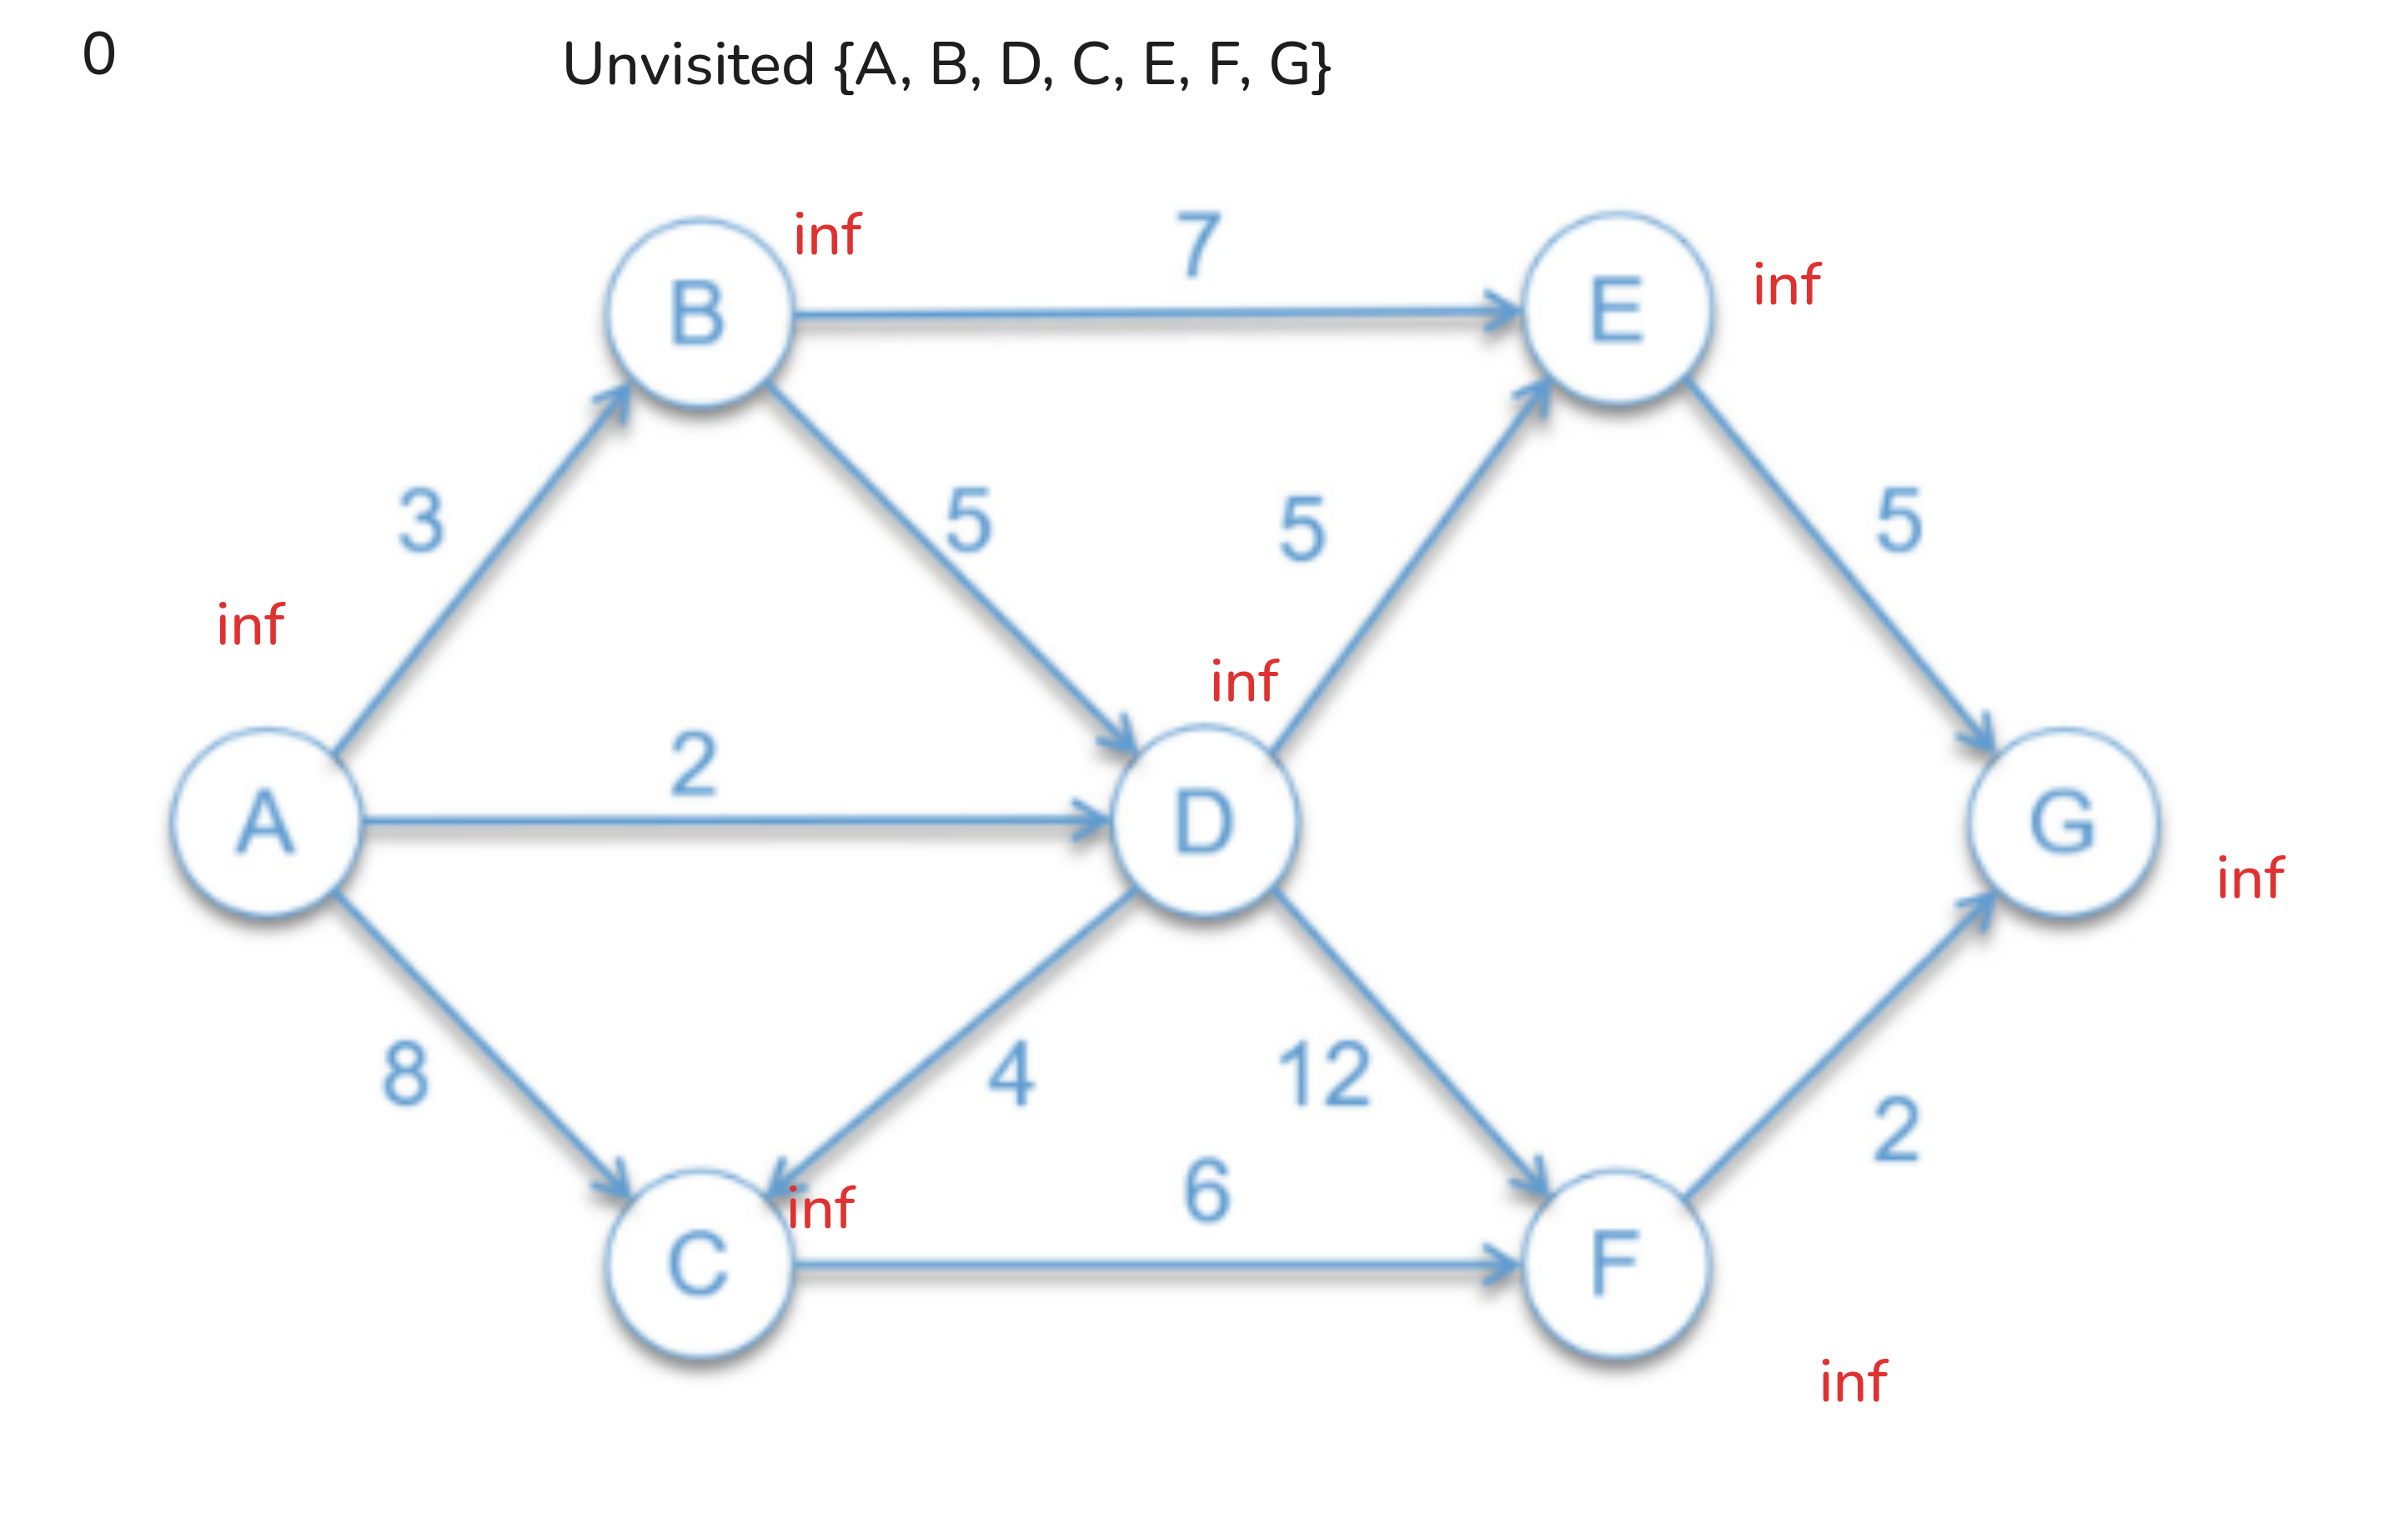 0
Unvisited {A, B, D, C, E, F, G}
inf
7
B
E
inf
3
5
5
5
inf
inf
2
A
D
G
inf
8
4
12
2
6
inf
C
F
inf